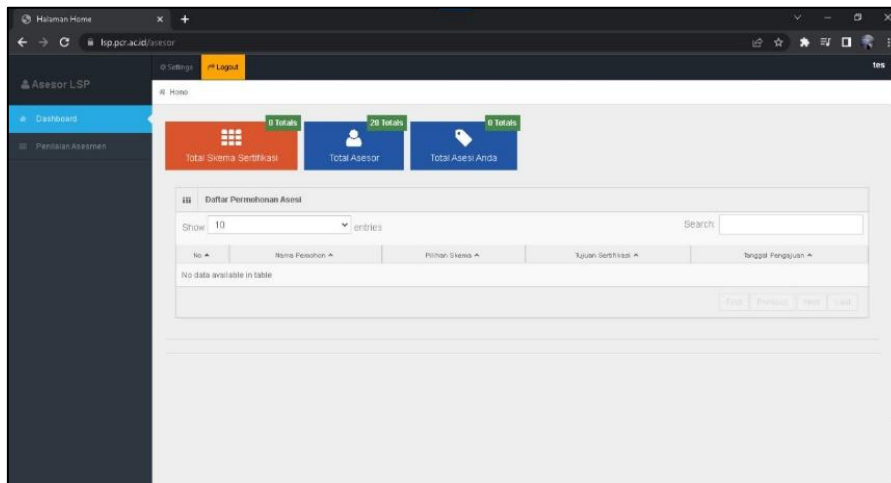 Halaman Home
lsp.pcr.ac.id/asesor
Settings
Logout
tes
Asesor LSP
Home
Dashboard
Penilaian Asesmen
0 Totals
Total Skema Sertifikasi
28 Totals
Total Asesor
0 Totals
Total Asesi Anda
Daftar Permohonan Asesi
Show 10 entries
Search:
No
Nama Pemohon
Pilihan Skema
Tujuan Sertifikasi
Tanggal Pengajuan
No data available in table
First Previous Next Last